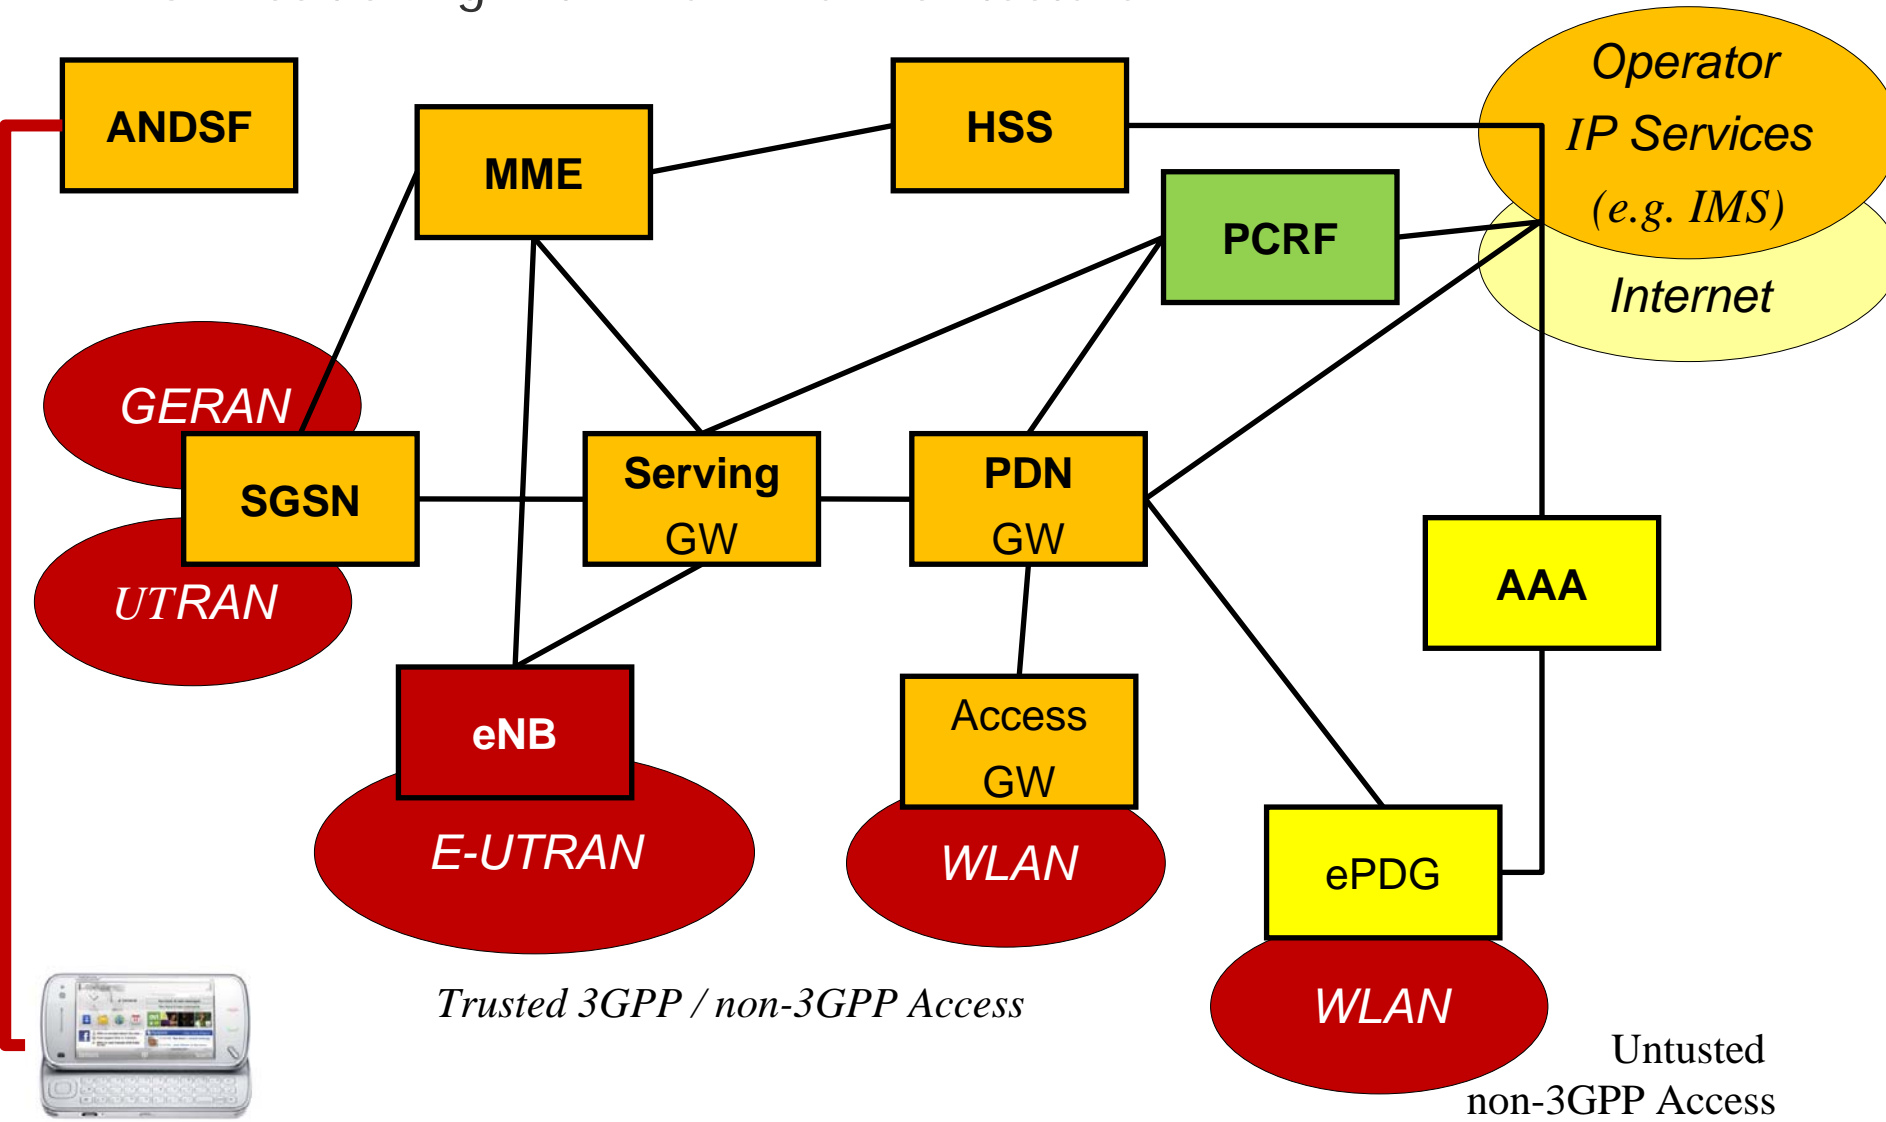 ANDSF
MME
HSS
Operator
IP Services
(e.g. IMS)
PCRF
Internet
GERAN
SGSN
Serving
GW
PDN
GW
UTRAN
AAA
eNB
Access
GW
E-UTRAN
WLAN
ePDG
Trusted 3GPP / non-3GPP Access
WLAN
Untusted
non-3GPP Access